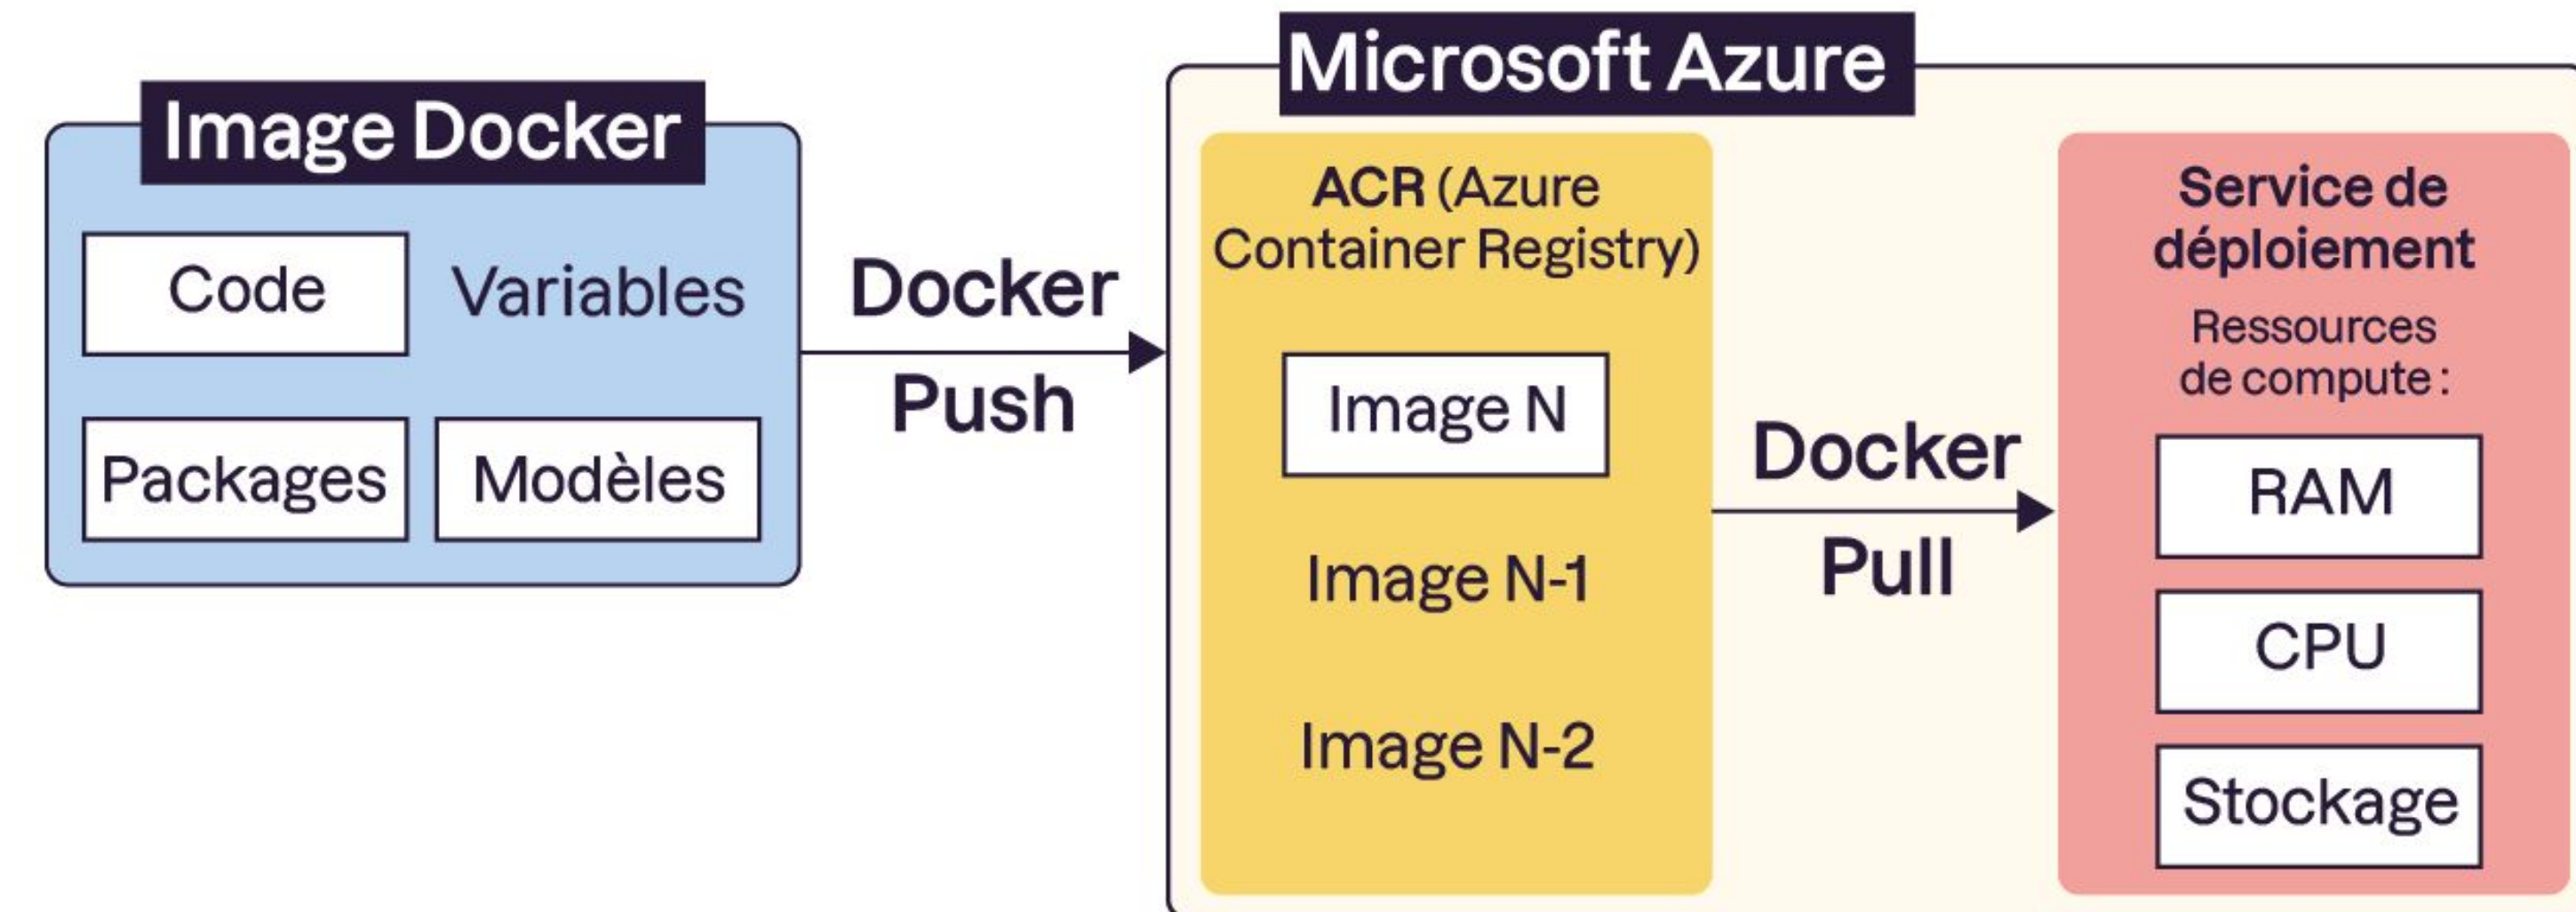 Image Docker
Code
Variables
Packages
Modèles
Docker
Push
Microsoft Azure
ACR (Azure
Container Registry)
Image N
Image N-1
Image N-2
Docker
Pull
Service de
déploiement
Ressources
de compute :
RAM
CPU
Stockage